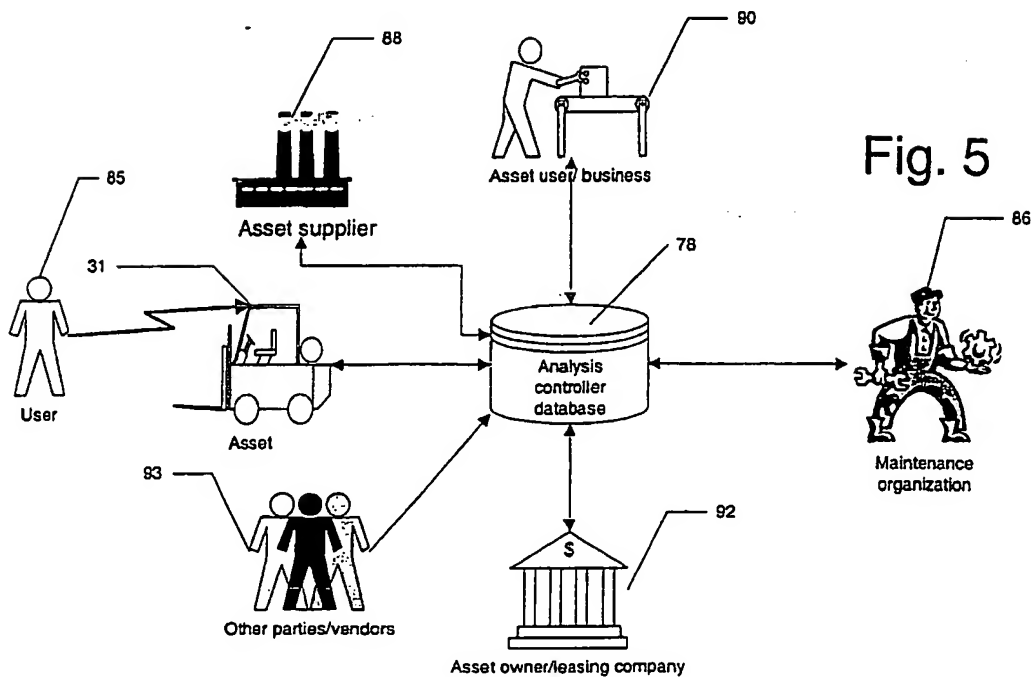 90
88
Fig. 5
Asset user/ business
85
Asset supplier
86
78
31
Analysis
controller
database
User
Asset
Maintenance
organization
93
92
$
Other parties/vendors
Asset owner/leasing company